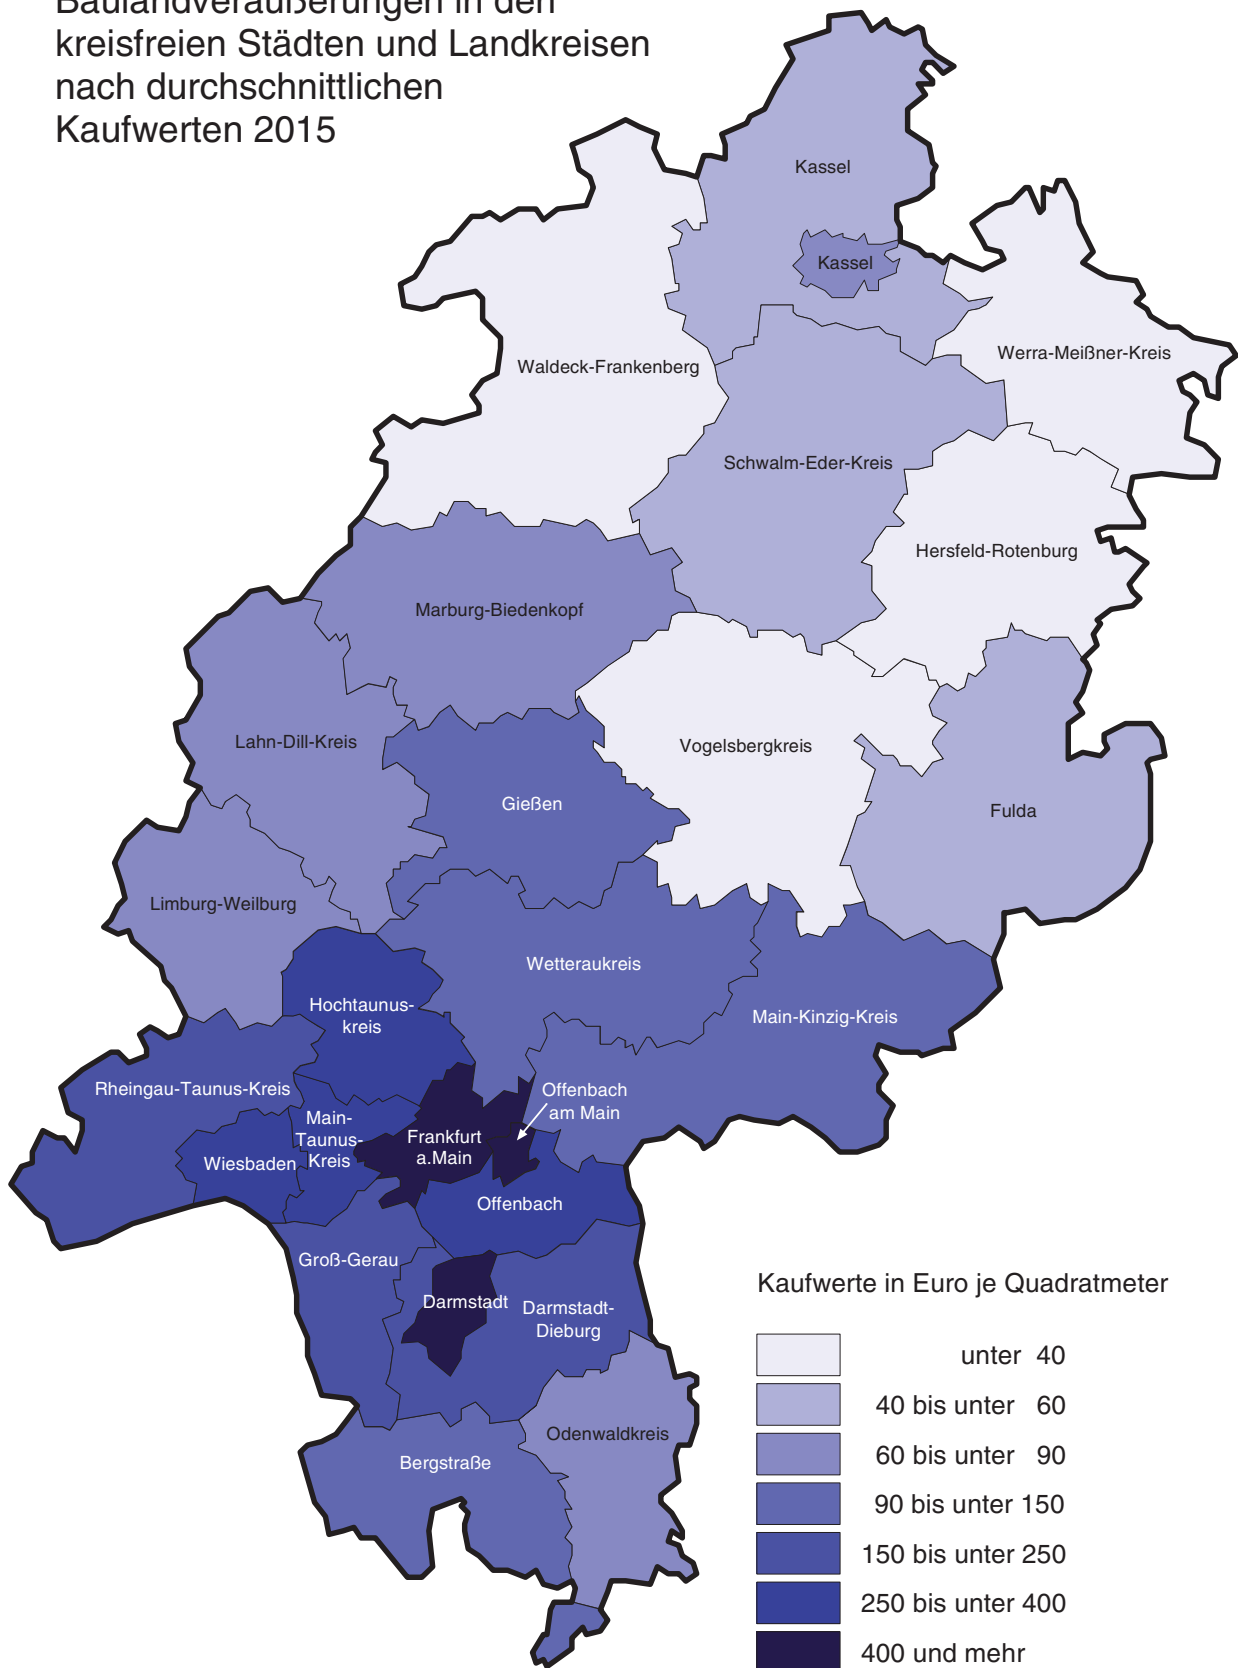 Baulandveräußerungen in den
kreisfreien Städten und Landkreisen
nach durchschnittlichen
Kaufwerten 2015
Kassel
Kassel
Waldeck-Frankenberg
Werra-Meißner-Kreis
Schwalm-Eder-Kreis
Hersfeld-Rotenburg
Marburg-Biedenkopf
Lahn-Dill-Kreis
Vogelsbergkreis
Gießen
Fulda
Limburg-Weilburg
Wetteraukreis
Hochtaunus-
kreis
Main-Kinzig-Kreis
Rheingau-Taunus-Kreis
Offenbach
am Main
Main-
Taunus-
Kreis
Frankfurt
a.Main
Wiesbaden
Offenbach
Groß-Gerau
Darmstadt
Darmstadt-
Dieburg
Odenwaldkreis
Bergstraße
Kaufwerte in Euro je Quadratmeter
unter 40
40 bis unter 60
60 bis unter 90
90 bis unter 150
150 bis unter 250
250 bis unter 400
400 und mehr